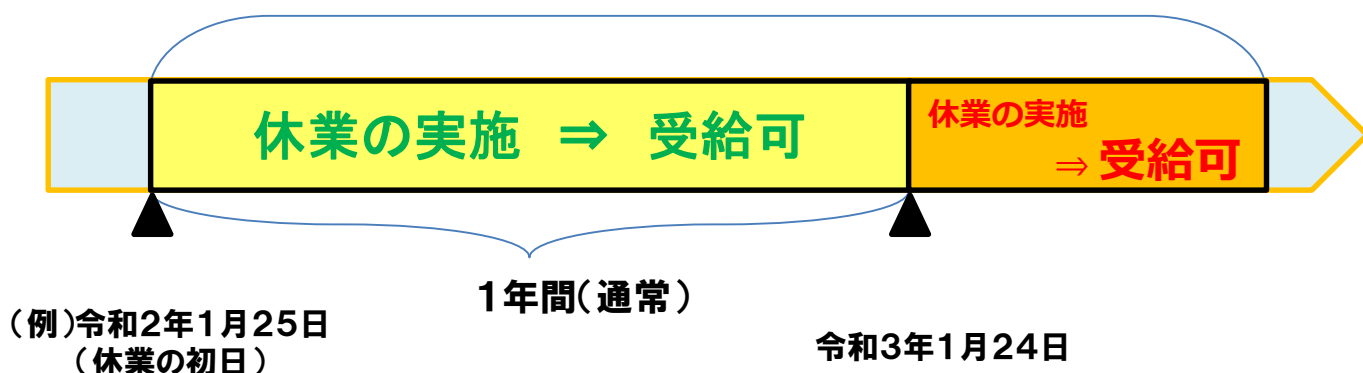 休業の実施 ⇒ 受給可
休業の実施
⇒ 受給可
1年間(通常)
(例)令和2年1月25日
(休業の初日)
令和3年1月24日